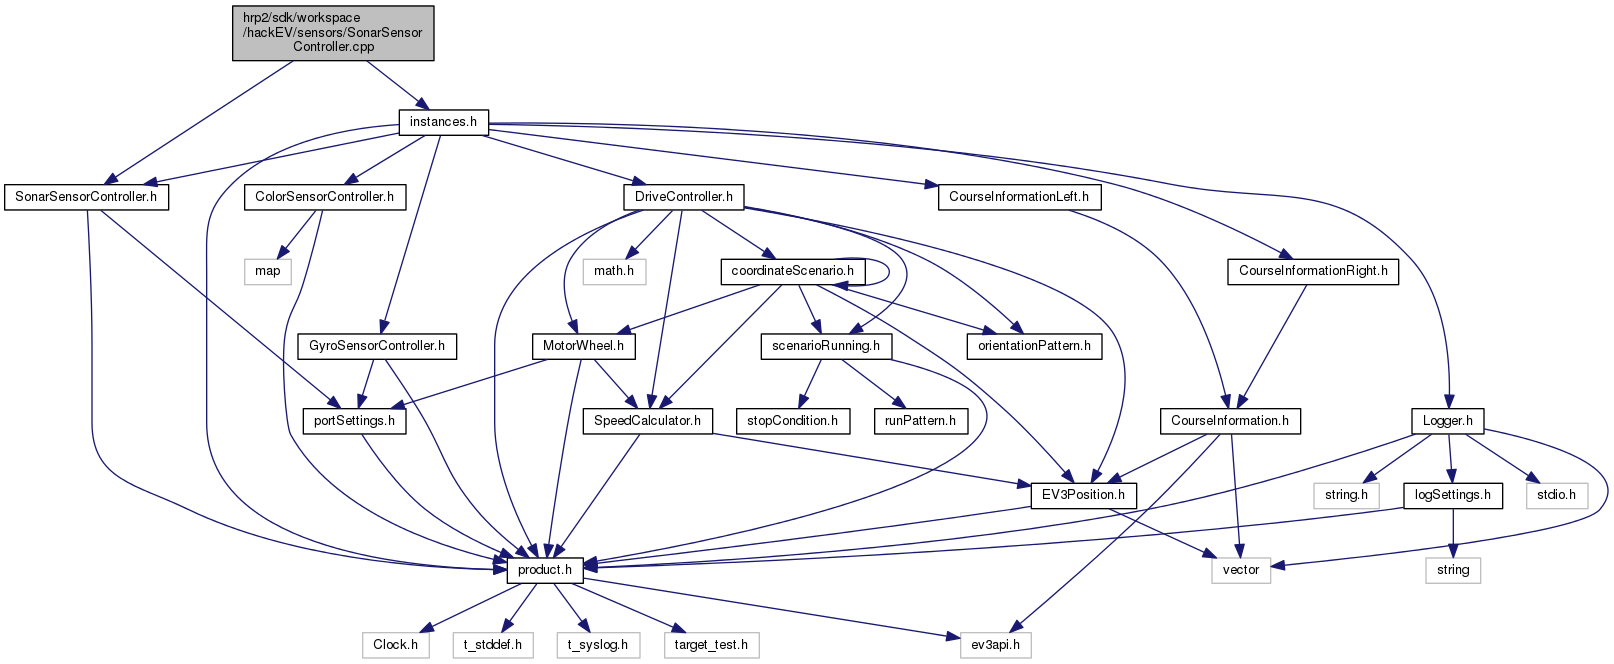 hrp2/sdk/workspace
/hackEV/sensors/SonarSensor
Controller.cpp
instances.h
SonarSensorController.h
ColorSensorController.h
DriveController.h
CourseInformationLeft.h
map
math.h
coordinateScenario.h
CourseInformationRight.h
GyroSensorController.h
MotorWheel.h
scenarioRunning.h
orientationPattern.h
portSettings.h
SpeedCalculator.h
stopCondition.h
runPattern.h
CourseInformation.h
Logger.h
EV3Position.h
string.h
logSettings.h
stdio.h
product.h
vector
string
Clock.h
t_stddef.h
t_syslog.h
target_test.h
ev3api.h